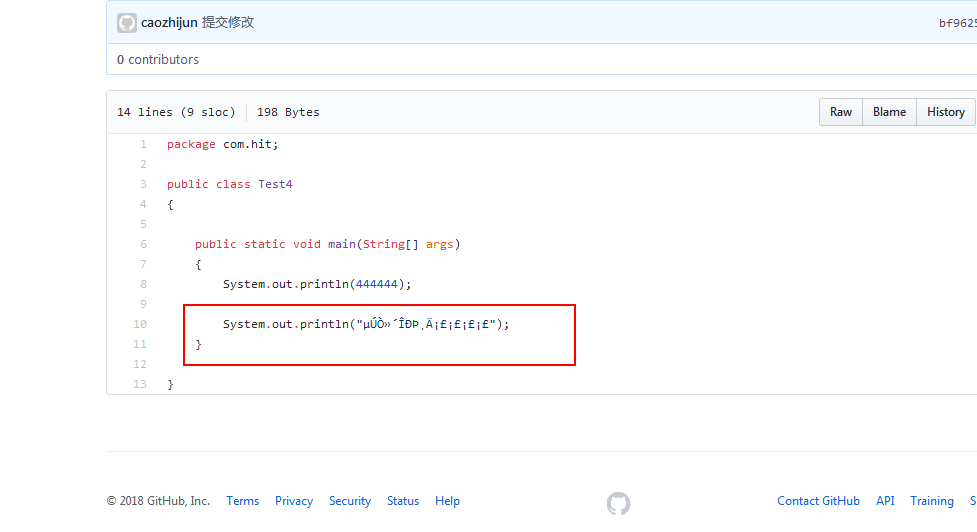 caozhijun 提交修改
bf9625
0 contributors
14 lines (9 sloc) 198 Bytes
Raw Blame History
1 package com.hit;
2
3 public class Test4
4 {
5
6 public static void main(String[] args)
7 {
8 System.out.println(444444);
9
10 System.out.println("µÚÒ»´ÎÐÞ¸Ä¡£¡£¡£¡£");
11 }
12
13 }
© 2018 GitHub, Inc. Terms Privacy Security Status Help Contact GitHub API Training S